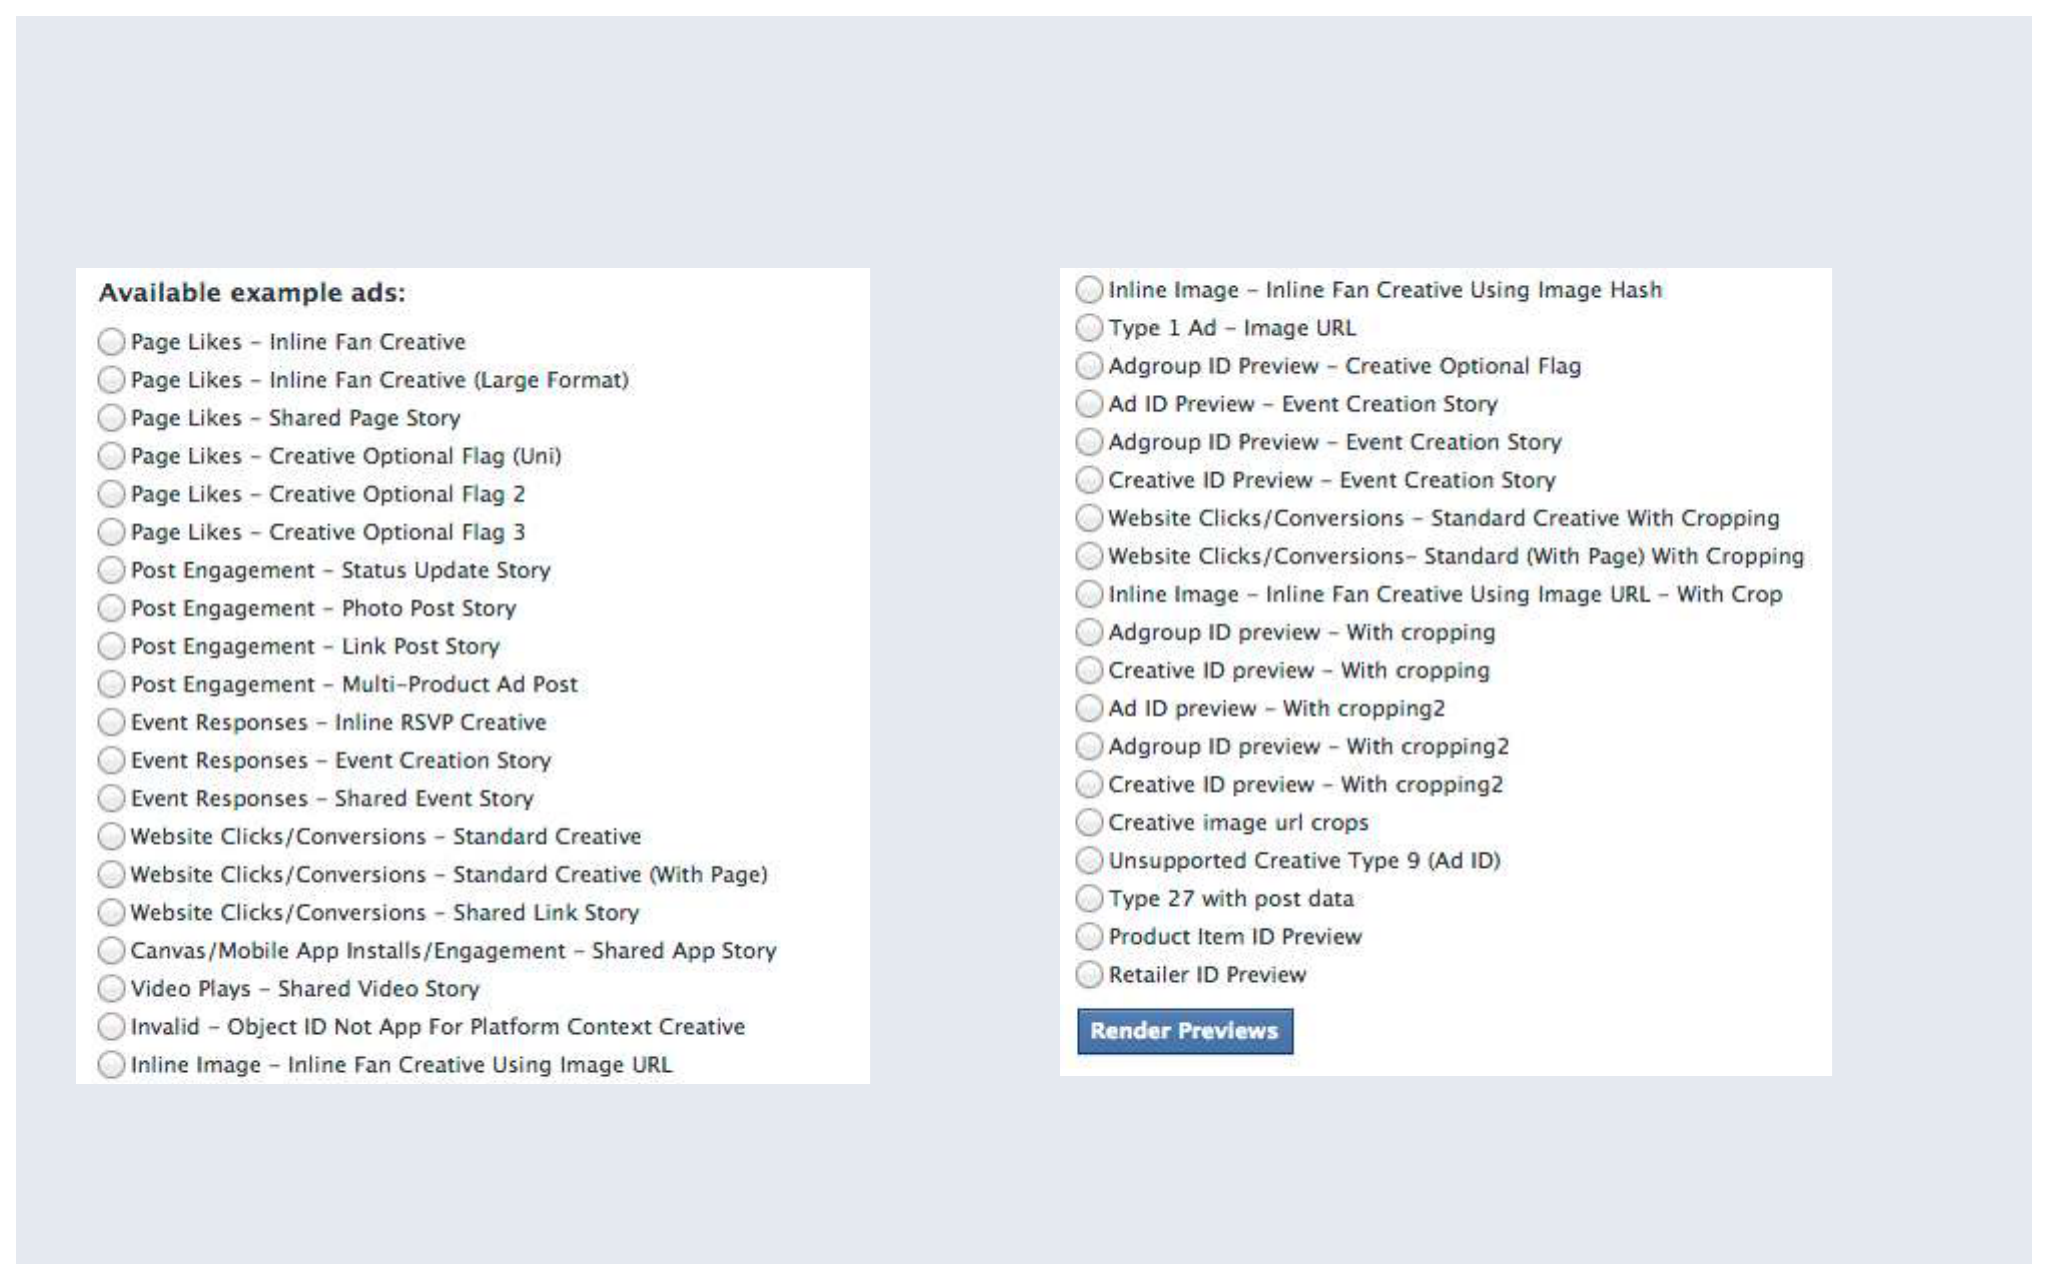 Available example ads:
Page Likes – Inline Fan Creative
Page Likes – Inline Fan Creative (Large Format)
Page Likes – Shared Page Story
Page Likes – Creative Optional Flag (Uni)
Page Likes – Creative Optional Flag 2
Page Likes – Creative Optional Flag 3
Post Engagement – Status Update Story
Post Engagement – Photo Post Story
Post Engagement – Link Post Story
Post Engagement – Multi-Product Ad Post
Event Responses – Inline RSVP Creative
Event Responses – Event Creation Story
Event Responses – Shared Event Story
Website Clicks/Conversions – Standard Creative
Website Clicks/Conversions – Standard Creative (With Page)
Website Clicks/Conversions – Shared Link Story
Canvas/Mobile App Installs/Engagement – Shared App Story
Video Plays – Shared Video Story
Invalid – Object ID Not App For Platform Context Creative
Inline Image – Inline Fan Creative Using Image URL
Inline Image – Inline Fan Creative Using Image Hash
Type 1 Ad – Image URL
Adgroup ID Preview – Creative Optional Flag
Ad ID Preview – Event Creation Story
Adgroup ID Preview – Event Creation Story
Creative ID Preview – Event Creation Story
Website Clicks/Conversions – Standard Creative With Cropping
Website Clicks/Conversions– Standard (With Page) With Cropping
Inline Image – Inline Fan Creative Using Image URL – With Crop
Adgroup ID preview – With cropping
Creative ID preview – With cropping
Ad ID preview – With cropping2
Adgroup ID preview – With cropping2
Creative ID preview – With cropping2
Creative image url crops
Unsupported Creative Type 9 (Ad ID)
Type 27 with post data
Product Item ID Preview
Retailer ID Preview
Render Previews